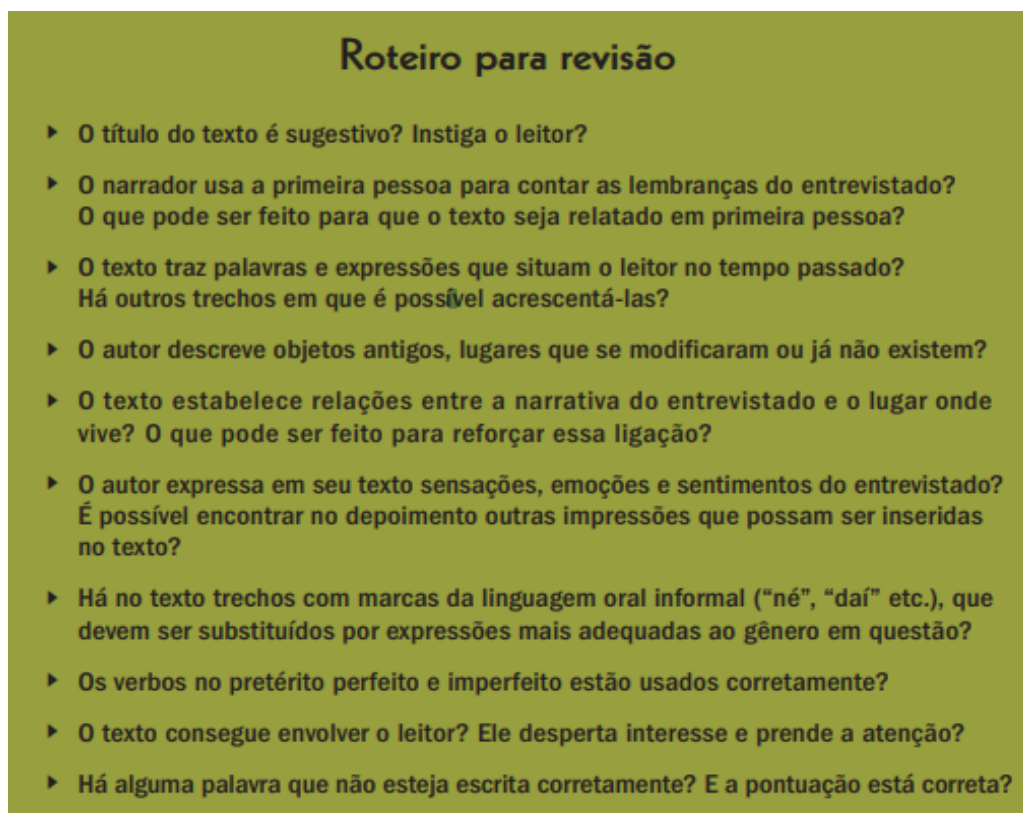 Roteiro para revisão
▶ O título do texto é sugestivo? Instiga o leitor?
▶ O narrador usa a primeira pessoa para contar as lembranças do entrevistado?
O que pode ser feito para que o texto seja relatado em primeira pessoa?
▶ O texto traz palavras e expressões que situam o leitor no tempo passado?
Há outros trechos em que é possível acrescentá-las?
▶ O autor descreve objetos antigos, lugares que se modificaram ou já não existem?
▶ O texto estabelece relações entre a narrativa do entrevistado e o lugar onde
vive? O que pode ser feito para reforçar essa ligação?
▶ O autor expressa em seu texto sensações, emoções e sentimentos do entrevistado?
É possível encontrar no depoimento outras impressões que possam ser inseridas
no texto?
▶ Há no texto trechos com marcas da linguagem oral informal (“né”, “daí” etc.), que
devem ser substituídos por expressões mais adequadas ao gênero em questão?
▶ Os verbos no pretérito perfeito e imperfeito estão usados corretamente?
▶ O texto consegue envolver o leitor? Ele desperta interesse e prende a atenção?
▶ Há alguma palavra que não esteja escrita corretamente? E a pontuação está correta?